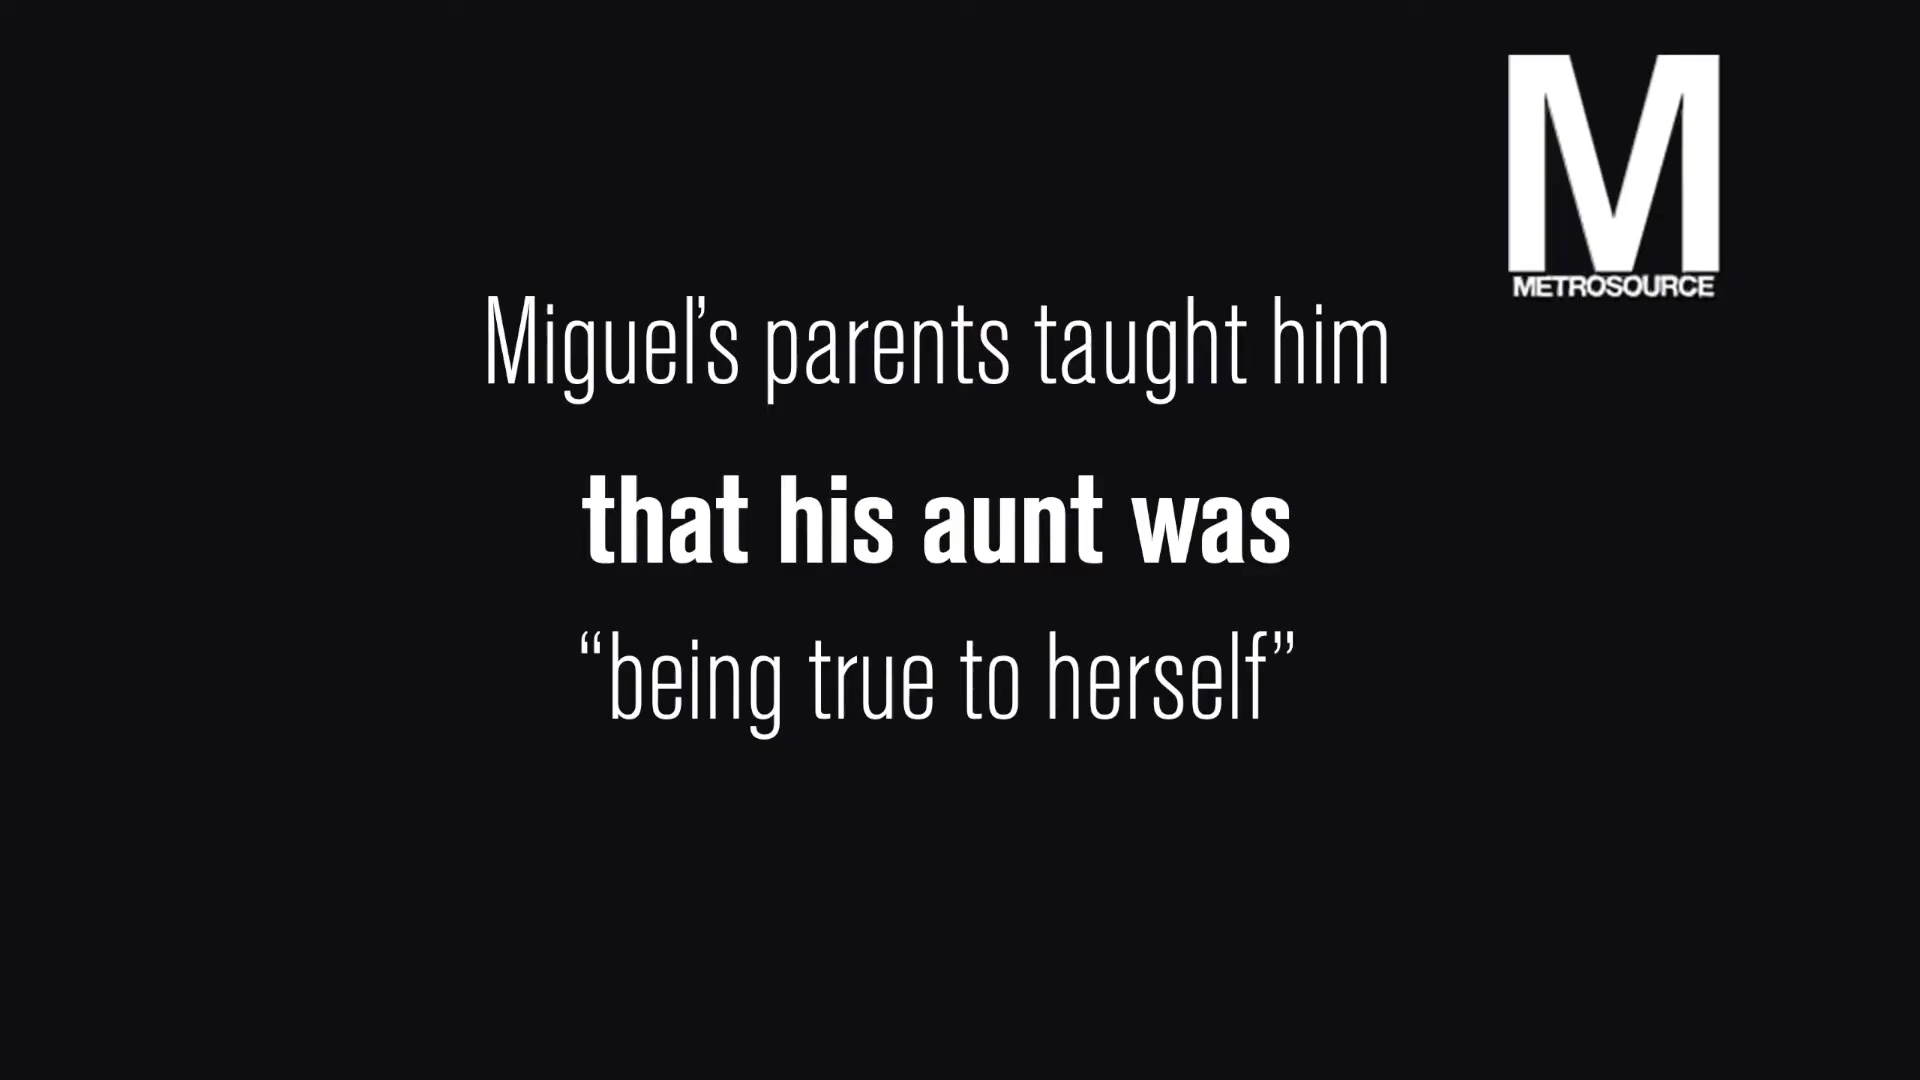 M
METROSOURCE
Miguel’s parents taught him
that his aunt was
“being true to herself”